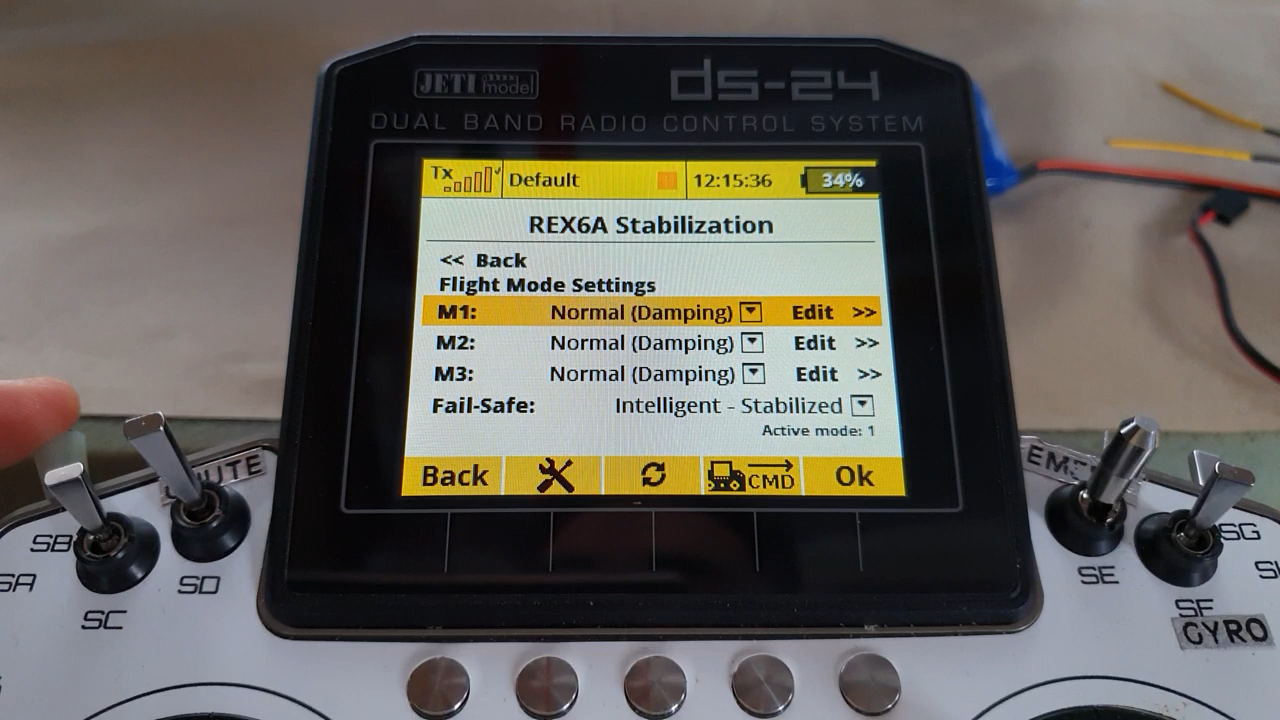 JETI model
ds-24
DUAL BAND RADIO CONTROL SYSTEM
Tx Default 12:15:36 34%
REX6A Stabilization
<< Back
Flight Mode Settings
M1: Normal (Damping) Edit >>
M2: Normal (Damping) Edit >>
M3: Normal (Damping) Edit >>
Fail-Safe: Intelligent - Stabilized
Active mode: 1
Back CMD Ok
SB
SA
SC
SD
SE
SG
SF
GYRO